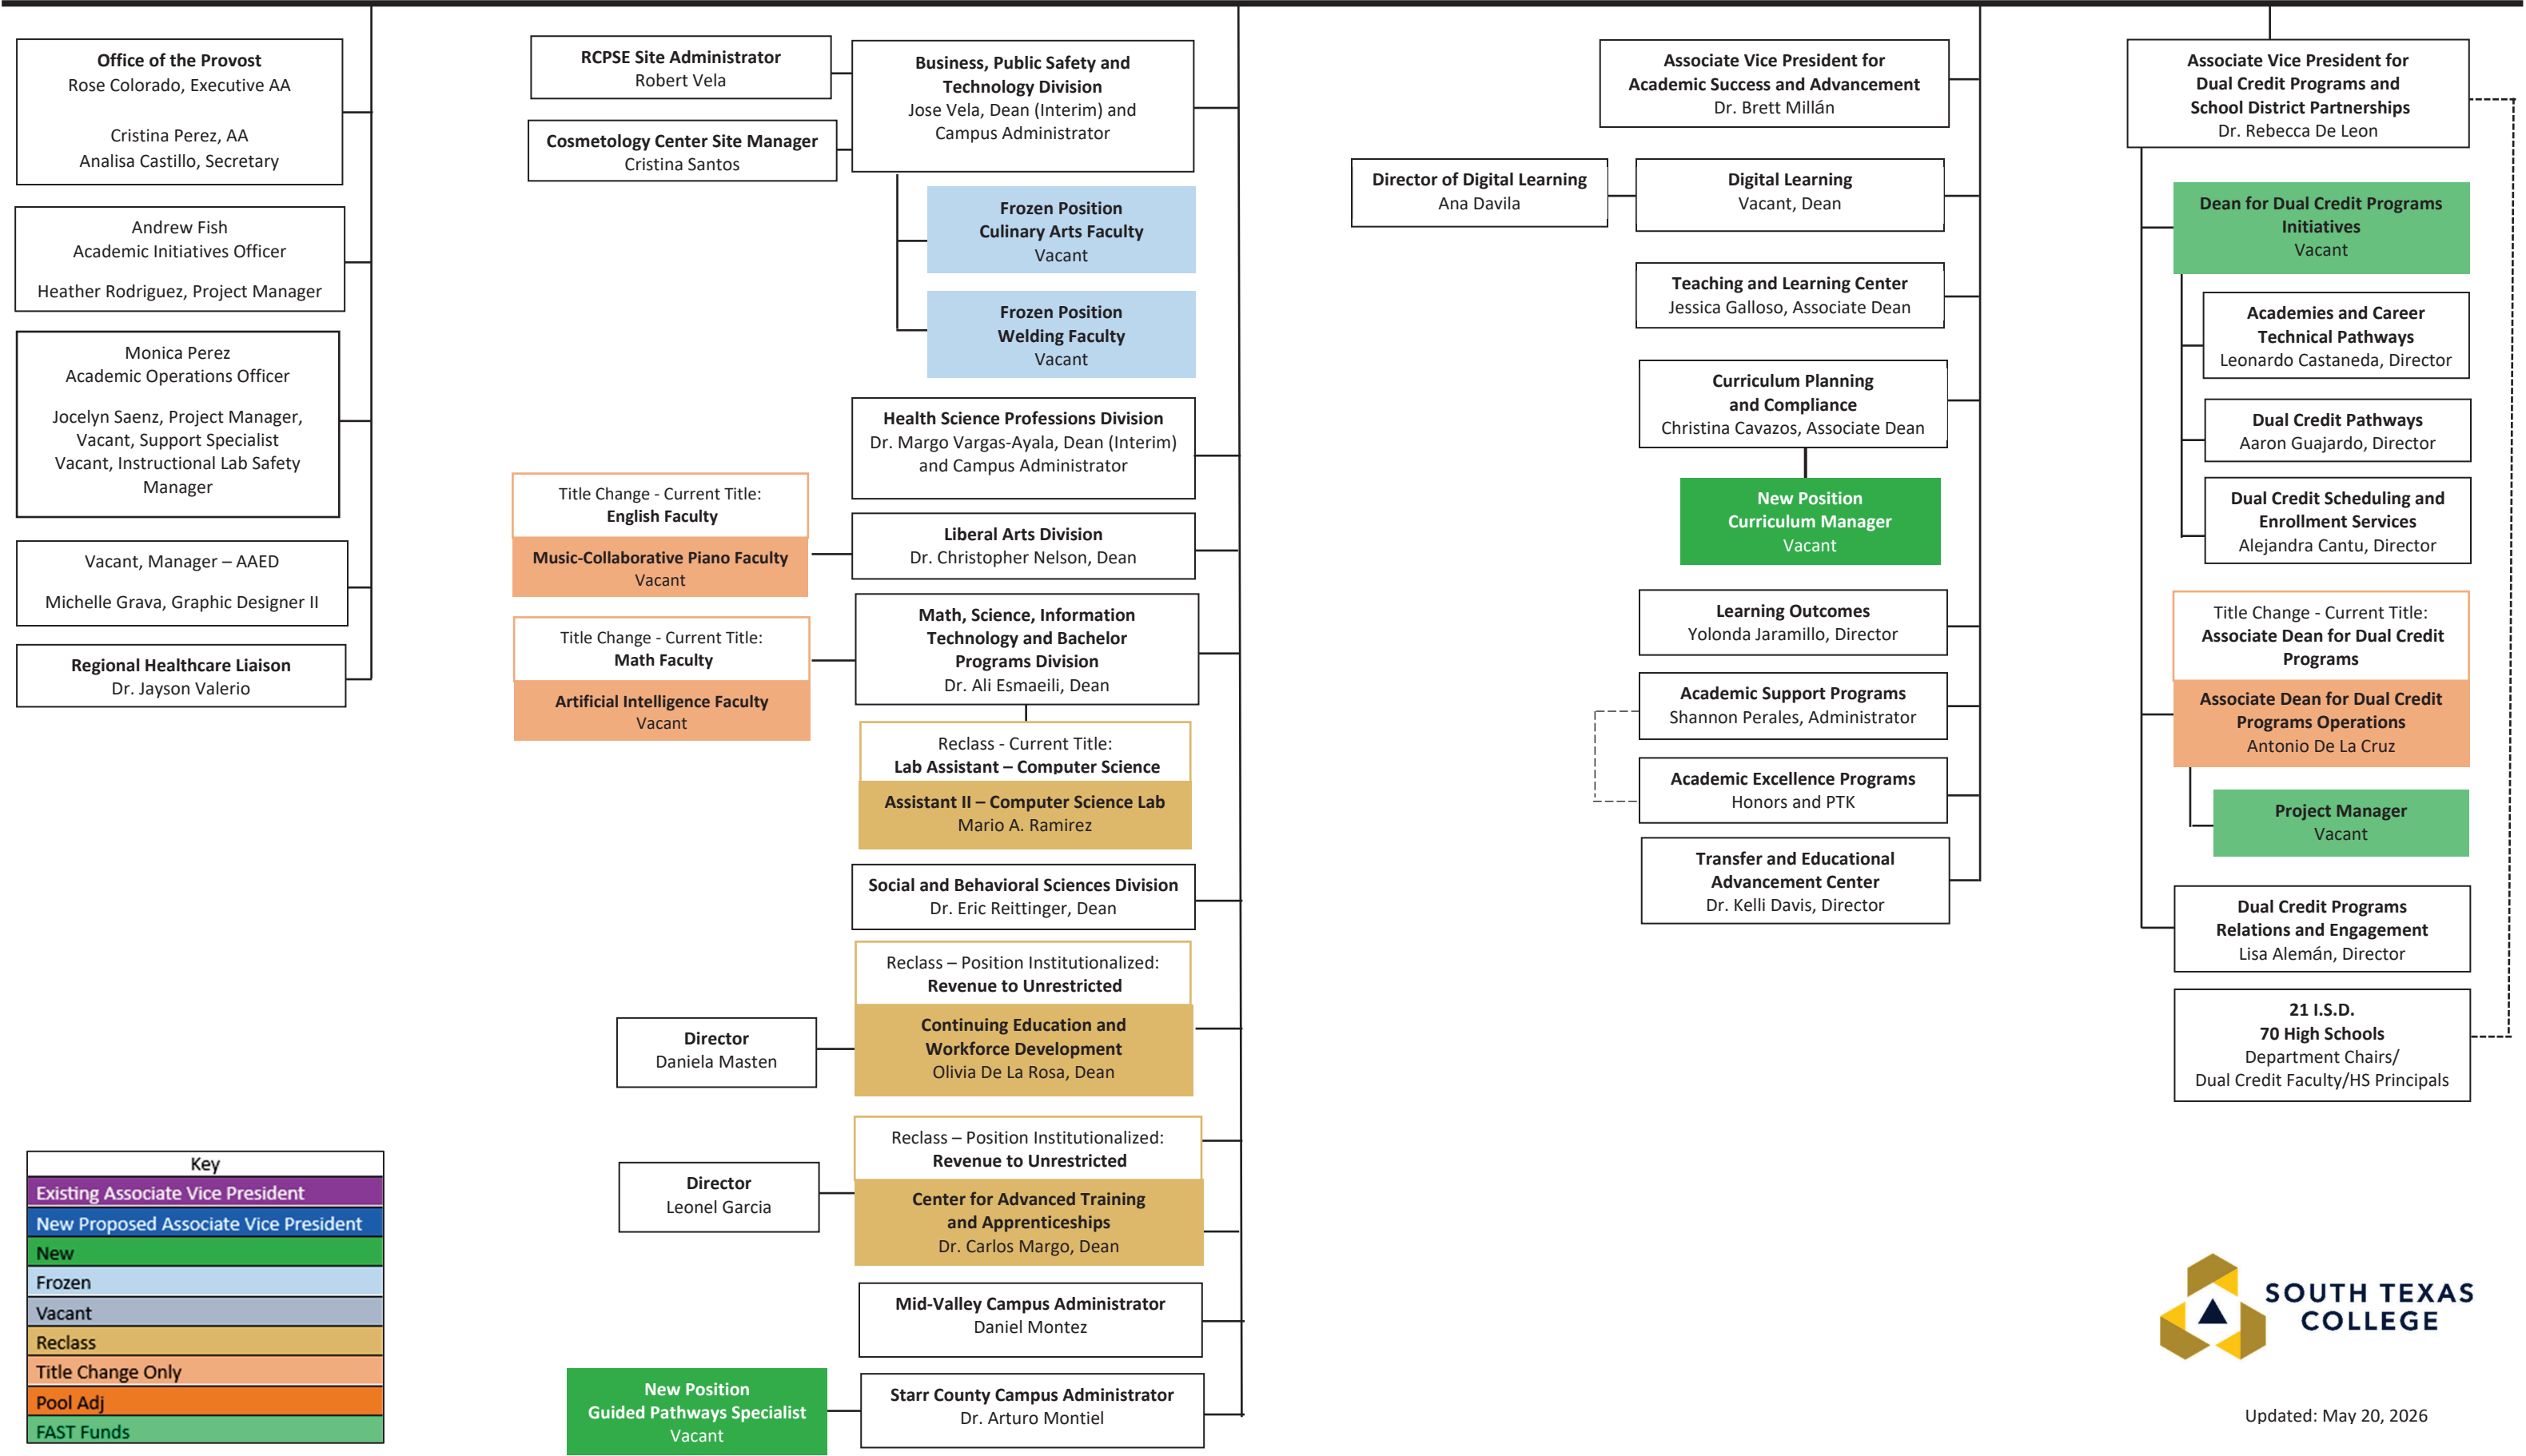 Office of the Provost
Rose Colorado, Executive AA
Cristina Perez, AA
Analisa Castillo, Secretary
Andrew Fish
Academic Initiatives Officer
Heather Rodriguez, Project Manager
Monica Perez
Academic Operations Officer
Jocelyn Saenz, Project Manager,
Vacant, Support Specialist
Vacant, Instructional Lab Safety
Manager
Vacant, Manager – AAED
Michelle Grava, Graphic Designer II
Regional Healthcare Liaison
Dr. Jayson Valerio
RCPSE Site Administrator
Robert Vela
Cosmetology Center Site Manager
Cristina Santos
Business, Public Safety and
Technology Division
Jose Vela, Dean (Interim) and
Campus Administrator
Frozen Position
Culinary Arts Faculty
Vacant
Frozen Position
Welding Faculty
Vacant
Health Science Professions Division
Dr. Margo Vargas-Ayala, Dean (Interim)
and Campus Administrator
Title Change - Current Title:
English Faculty
Music-Collaborative Piano Faculty
Vacant
Liberal Arts Division
Dr. Christopher Nelson, Dean
Title Change - Current Title:
Math Faculty
Artificial Intelligence Faculty
Vacant
Math, Science, Information
Technology and Bachelor
Programs Division
Dr. Ali Esmaeili, Dean
Reclass - Current Title:
Lab Assistant – Computer Science
Assistant II – Computer Science Lab
Mario A. Ramirez
Social and Behavioral Sciences Division
Dr. Eric Reittinger, Dean
Reclass – Position Institutionalized:
Revenue to Unrestricted
Continuing Education and
Workforce Development
Olivia De La Rosa, Dean
Director
Daniela Masten
Reclass – Position Institutionalized:
Revenue to Unrestricted
Center for Advanced Training
and Apprenticeships
Dr. Carlos Margo, Dean
Director
Leonel Garcia
Mid-Valley Campus Administrator
Daniel Montez
New Position
Guided Pathways Specialist
Vacant
Starr County Campus Administrator
Dr. Arturo Montiel
Associate Vice President for
Academic Success and Advancement
Dr. Brett Millán
Director of Digital Learning
Ana Davila
Digital Learning
Vacant, Dean
Teaching and Learning Center
Jessica Galloso, Associate Dean
Curriculum Planning
and Compliance
Christina Cavazos, Associate Dean
New Position
Curriculum Manager
Vacant
Learning Outcomes
Yolonda Jaramillo, Director
Academic Support Programs
Shannon Perales, Administrator
Academic Excellence Programs
Honors and PTK
Transfer and Educational
Advancement Center
Dr. Kelli Davis, Director
Associate Vice President for
Dual Credit Programs and
School District Partnerships
Dr. Rebecca De Leon
Dean for Dual Credit Programs
Initiatives
Vacant
Academies and Career
Technical Pathways
Leonardo Castaneda, Director
Dual Credit Pathways
Aaron Guajardo, Director
Dual Credit Scheduling and
Enrollment Services
Alejandra Cantu, Director
Title Change - Current Title:
Associate Dean for Dual Credit
Programs
Associate Dean for Dual Credit
Programs Operations
Antonio De La Cruz
Project Manager
Vacant
Dual Credit Programs
Relations and Engagement
Lisa Alemán, Director
21 I.S.D.
70 High Schools
Department Chairs/
Dual Credit Faculty/HS Principals
Key
Existing Associate Vice President
New Proposed Associate Vice President
New
Frozen
Vacant
Reclass
Title Change Only
Pool Adj
FAST Funds
SOUTH TEXAS
COLLEGE
Updated: May 20, 2026